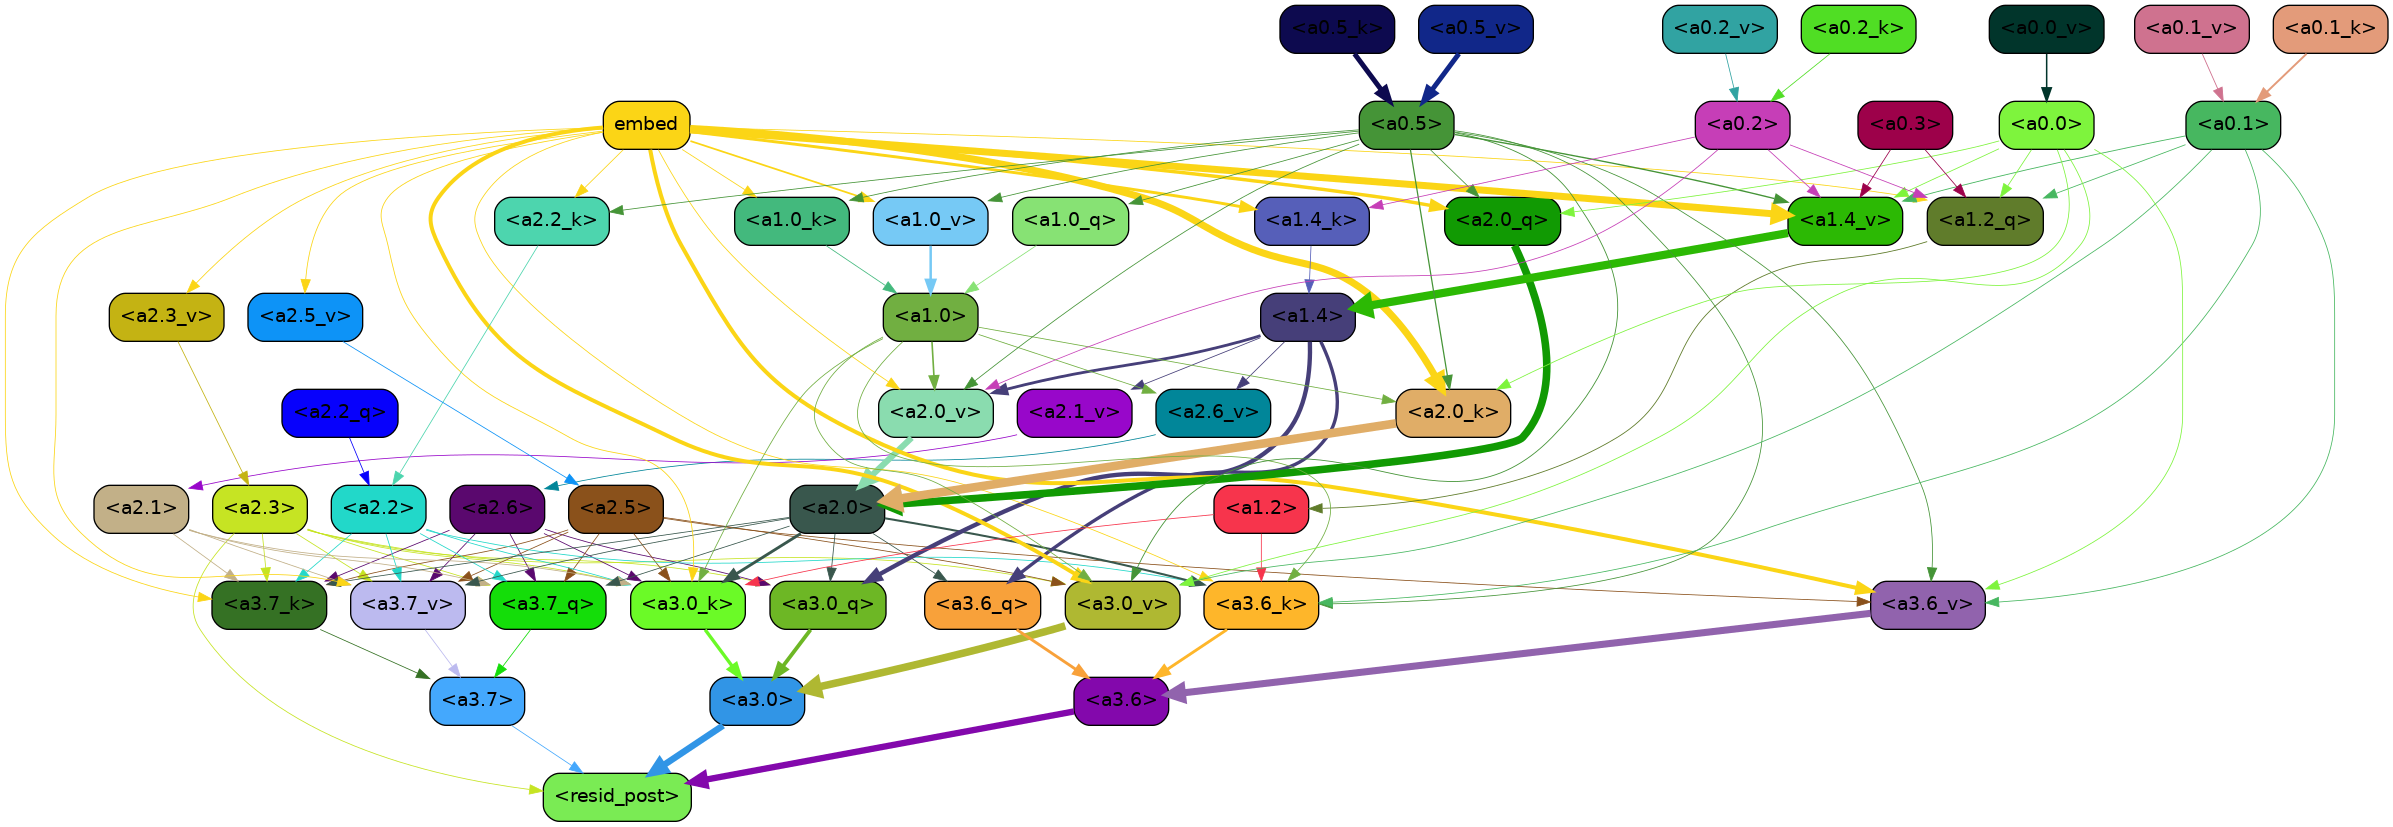 <a0.5_k> <a0.5_v> <a0.2_v> <a0.2_k> <a0.0_v> <a0.1_v> <a0.1_k>
embed <a0.5> <a0.2> <a0.3> <a0.0> <a0.1>
<a2.2_k> <a1.0_k> <a1.0_v> <a1.0_q> <a1.4_k> <a2.0_q> <a1.4_v> <a1.2_q>
<a2.3_v> <a2.5_v> <a1.0> <a1.4>
<a2.2_q> <a2.0_v> <a2.1_v> <a2.6_v> <a2.0_k>
<a2.1> <a2.3> <a2.2> <a2.6> <a2.5> <a2.0> <a1.2>
<a3.7_k> <a3.7_v> <a3.7_q> <a3.0_k> <a3.0_q> <a3.6_q> <a3.0_v> <a3.6_k> <a3.6_v>
<a3.7> <a3.0> <a3.6>
<resid_post>